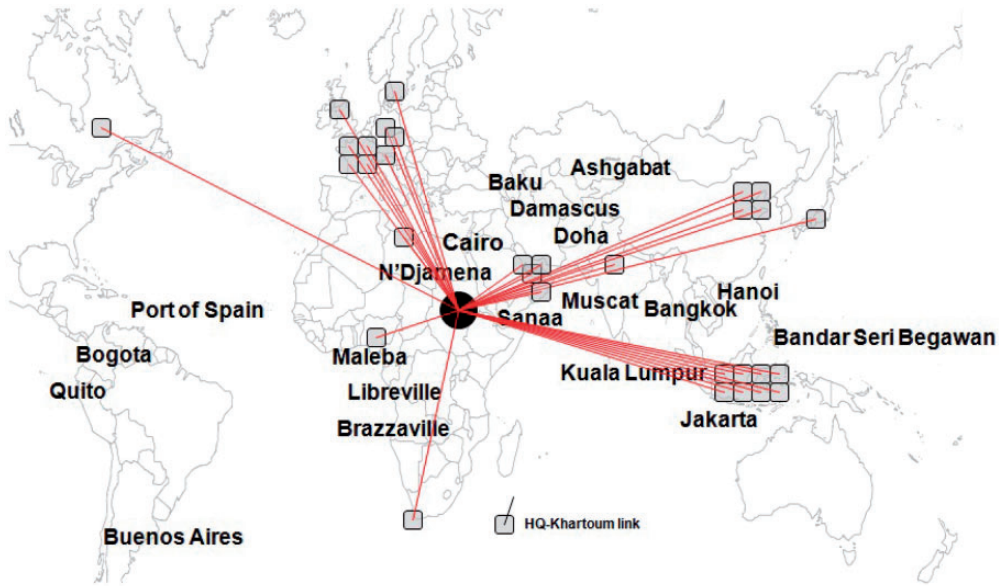 Ashgabat
Baku
Damascus
Doha
Cairo
N'Djamena
Hanoi
Muscat
Bangkok
Sanaa
Port of Spain
Bandar Seri Begawan
Bogota
Maleba
Kuala Lumpur
Quito
Libreville
Jakarta
Brazzaville
HQ-Khartoum link
Buenos Aires